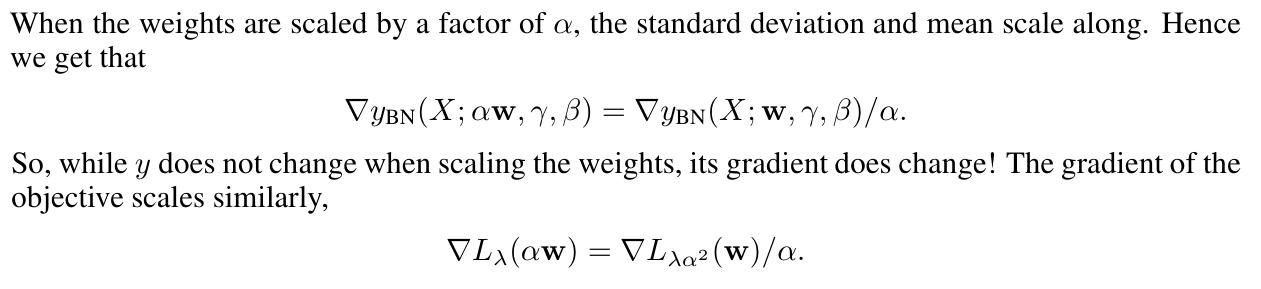 When the weights are scaled by a factor of α, the standard deviation and mean scale along. Hence
we get that
∇y_BN(X; αw, γ, β) = ∇y_BN(X; w, γ, β)/α.
So, while y does not change when scaling the weights, its gradient does change! The gradient of the
objective scales similarly,
∇L_λ(αw) = ∇L_{λα²}(w)/α.